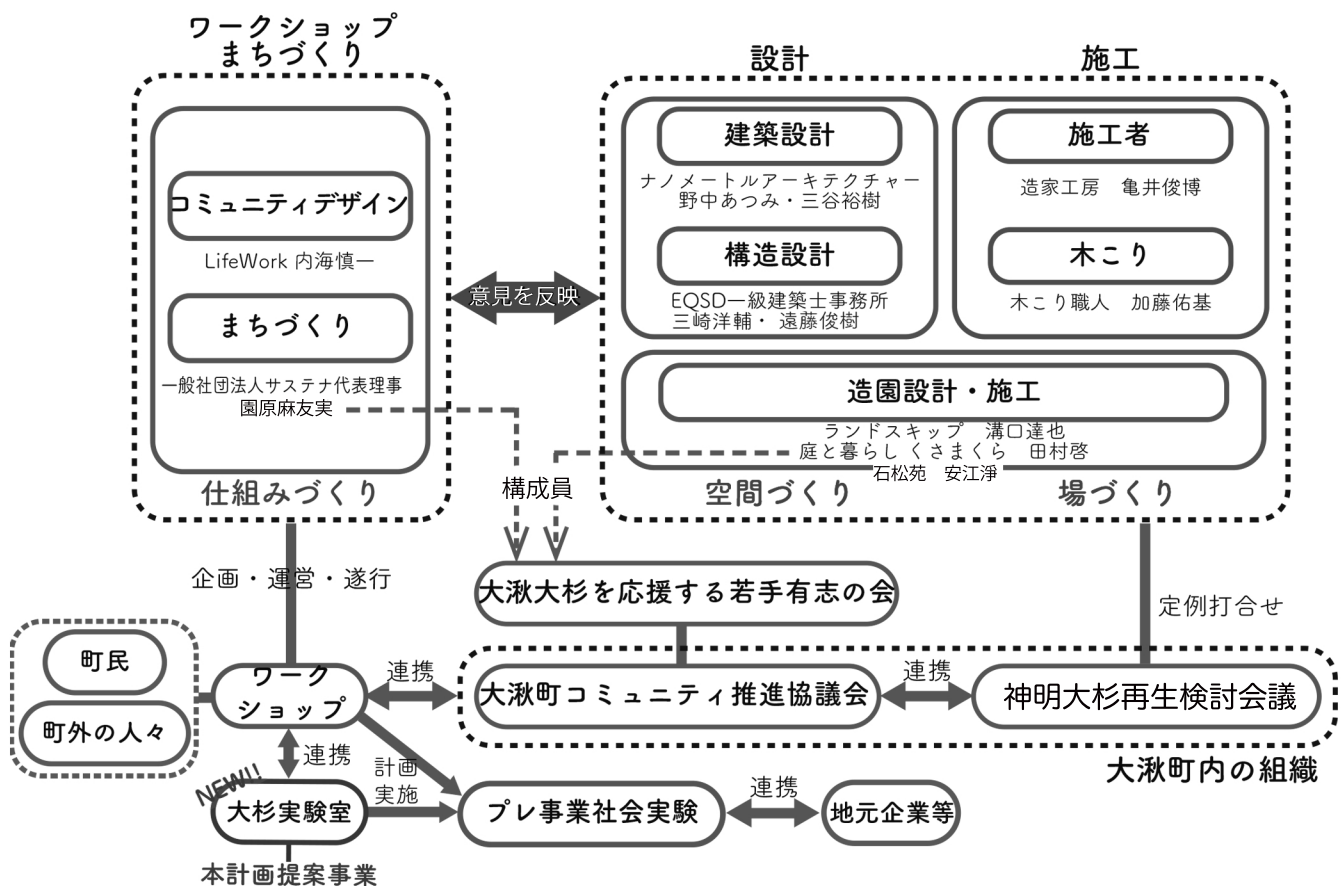 ワークショップ
まちづくり
コミュニティデザイン
LifeWork 内海慎一
まちづくり
一般社団法人サステナ代表理事
園原麻友実
仕組みづくり
意見を反映
設計
施工
建築設計
ナノメートルアーキテクチャー
野中あつみ・三谷裕樹
構造設計
EQSD一級建築士事務所
三崎洋輔・ 遠藤俊樹
施工者
造家工房　亀井俊博
木こり
木こり職人　加藤佑基
造園設計・施工
ランドスキップ　溝口達也
庭と暮らし くさまくら　田村啓
石松苑　安江淨
空間づくり
場づくり
構成員
企画・運営・遂行
大湫大杉を応援する若手有志の会
定例打合せ
町民
町外の人々
ワーク
ショップ
連携
大湫町コミュニティ推進協議会
連携
神明大杉再生検討会議
大湫町内の組織
連携
NEW!!
大杉実験室
本計画提案事業
計画
実施
プレ事業社会実験
連携
地元企業等